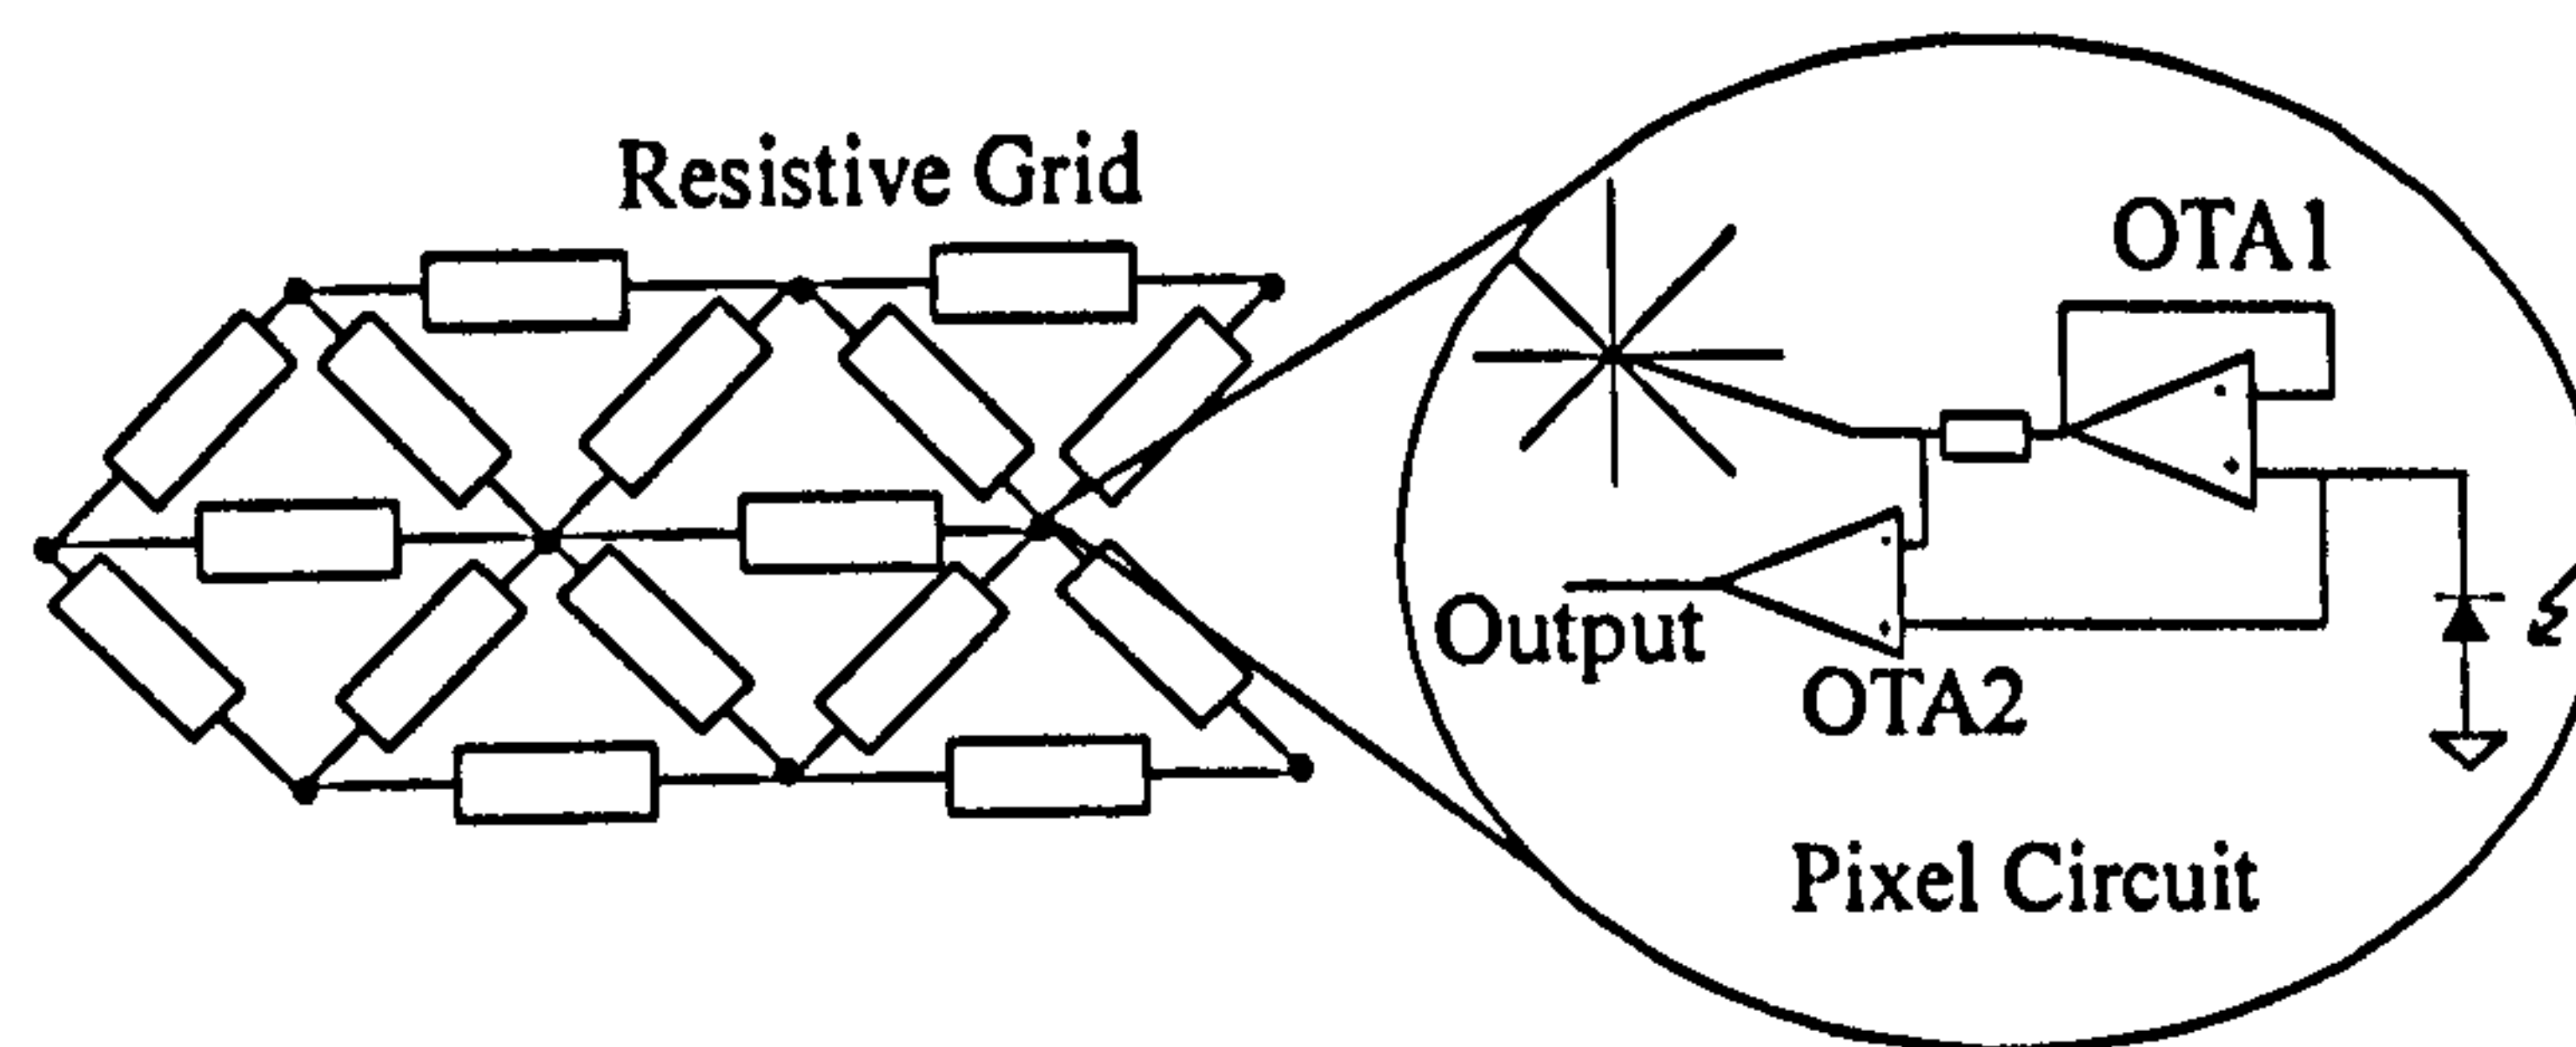 Resistive Grid
OTA1
Output
OTA2
Pixel Circuit